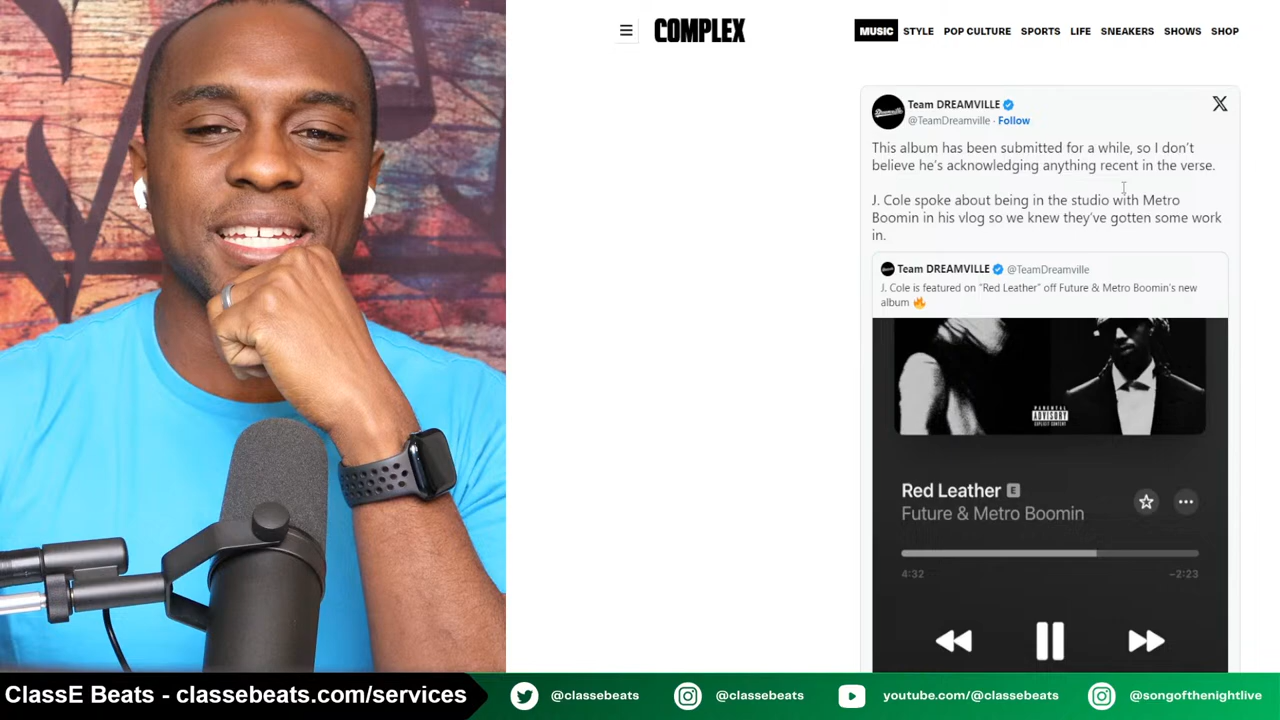 COMPLEX
MUSIC STYLE POP CULTURE SPORTS LIFE SNEAKERS SHOWS SHOP
Team DREAMVILLE
@TeamDreamville · Follow
This album has been submitted for a while, so I don’t
believe he’s acknowledging anything recent in the verse.
J. Cole spoke about being in the studio with Metro
Boomin in his vlog so we knew they’ve gotten some work
in.
Team DREAMVILLE @TeamDreamville
J. Cole is featured on “Red Leather” off Future & Metro Boomin’s new
album 🔥
PARENTAL
ADVISORY
EXPLICIT CONTENT
Red Leather E
Future & Metro Boomin
4:32 -2:23
ClassE Beats - classebeats.com/services @classebeats @classebeats youtube.com/@classebeats @songofthenightlive